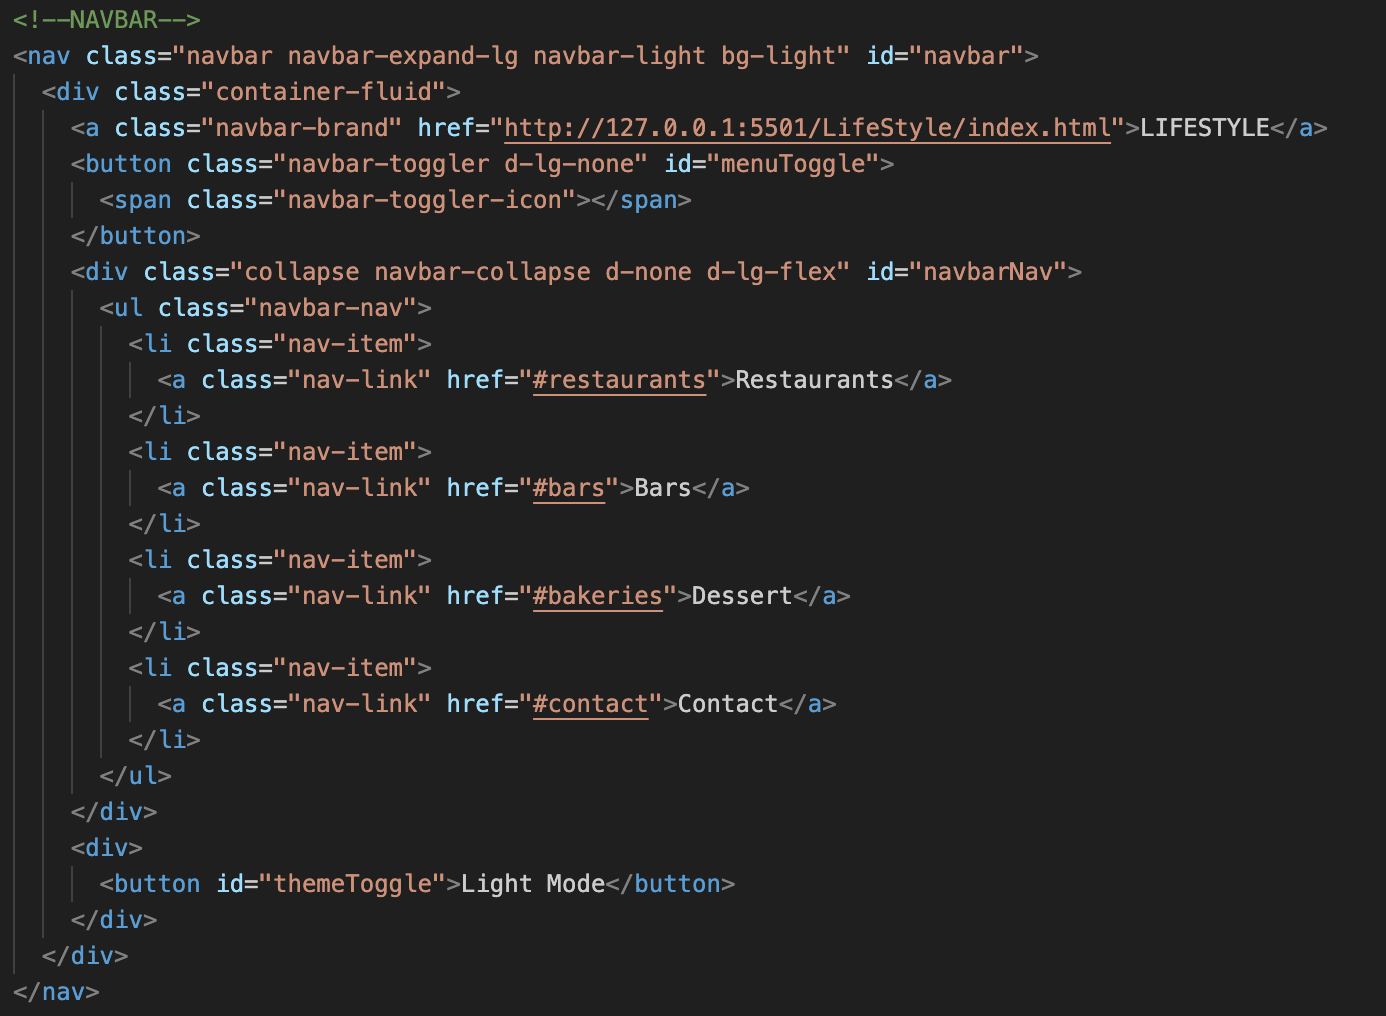 <!--NAVBAR-->
<nav class="navbar navbar-expand-lg navbar-light bg-light" id="navbar">
<div class="container-fluid">
<a class="navbar-brand" href="http://127.0.0.1:5501/LifeStyle/index.html">LIFESTYLE</a>
<button class="navbar-toggler d-lg-none" id="menuToggle">
<span class="navbar-toggler-icon"></span>
</button>
<div class="collapse navbar-collapse d-none d-lg-flex" id="navbarNav">
<ul class="navbar-nav">
<li class="nav-item">
<a class="nav-link" href="#restaurants">Restaurants</a>
</li>
<li class="nav-item">
<a class="nav-link" href="#bars">Bars</a>
</li>
<li class="nav-item">
<a class="nav-link" href="#bakeries">Dessert</a>
</li>
<li class="nav-item">
<a class="nav-link" href="#contact">Contact</a>
</li>
</ul>
</div>
<div>
<button id="themeToggle">Light Mode</button>
</div>
</div>
</nav>